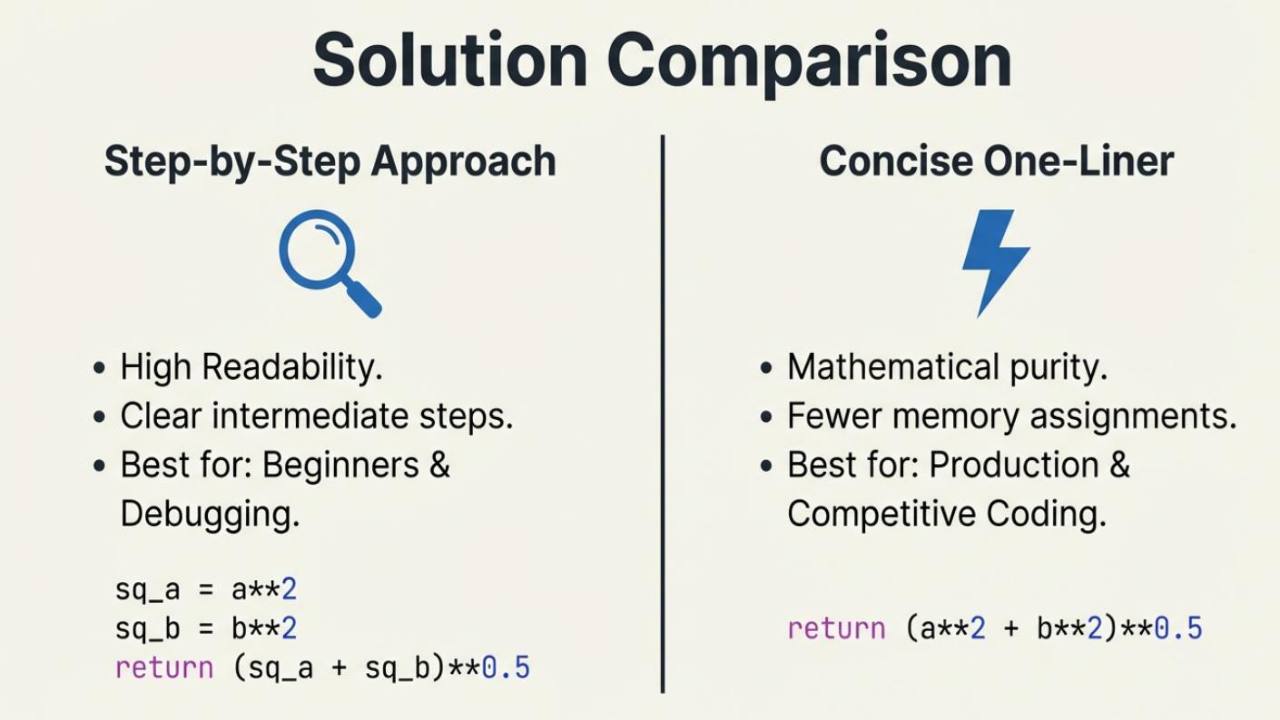 Solution Comparison
Step-by-Step Approach
• High Readability.
• Clear intermediate steps.
• Best for: Beginners &
Debugging.
sq_a = a**2
sq_b = b**2
return (sq_a + sq_b)**0.5
Concise One-Liner
• Mathematical purity.
• Fewer memory assignments.
• Best for: Production &
Competitive Coding.
return (a**2 + b**2)**0.5